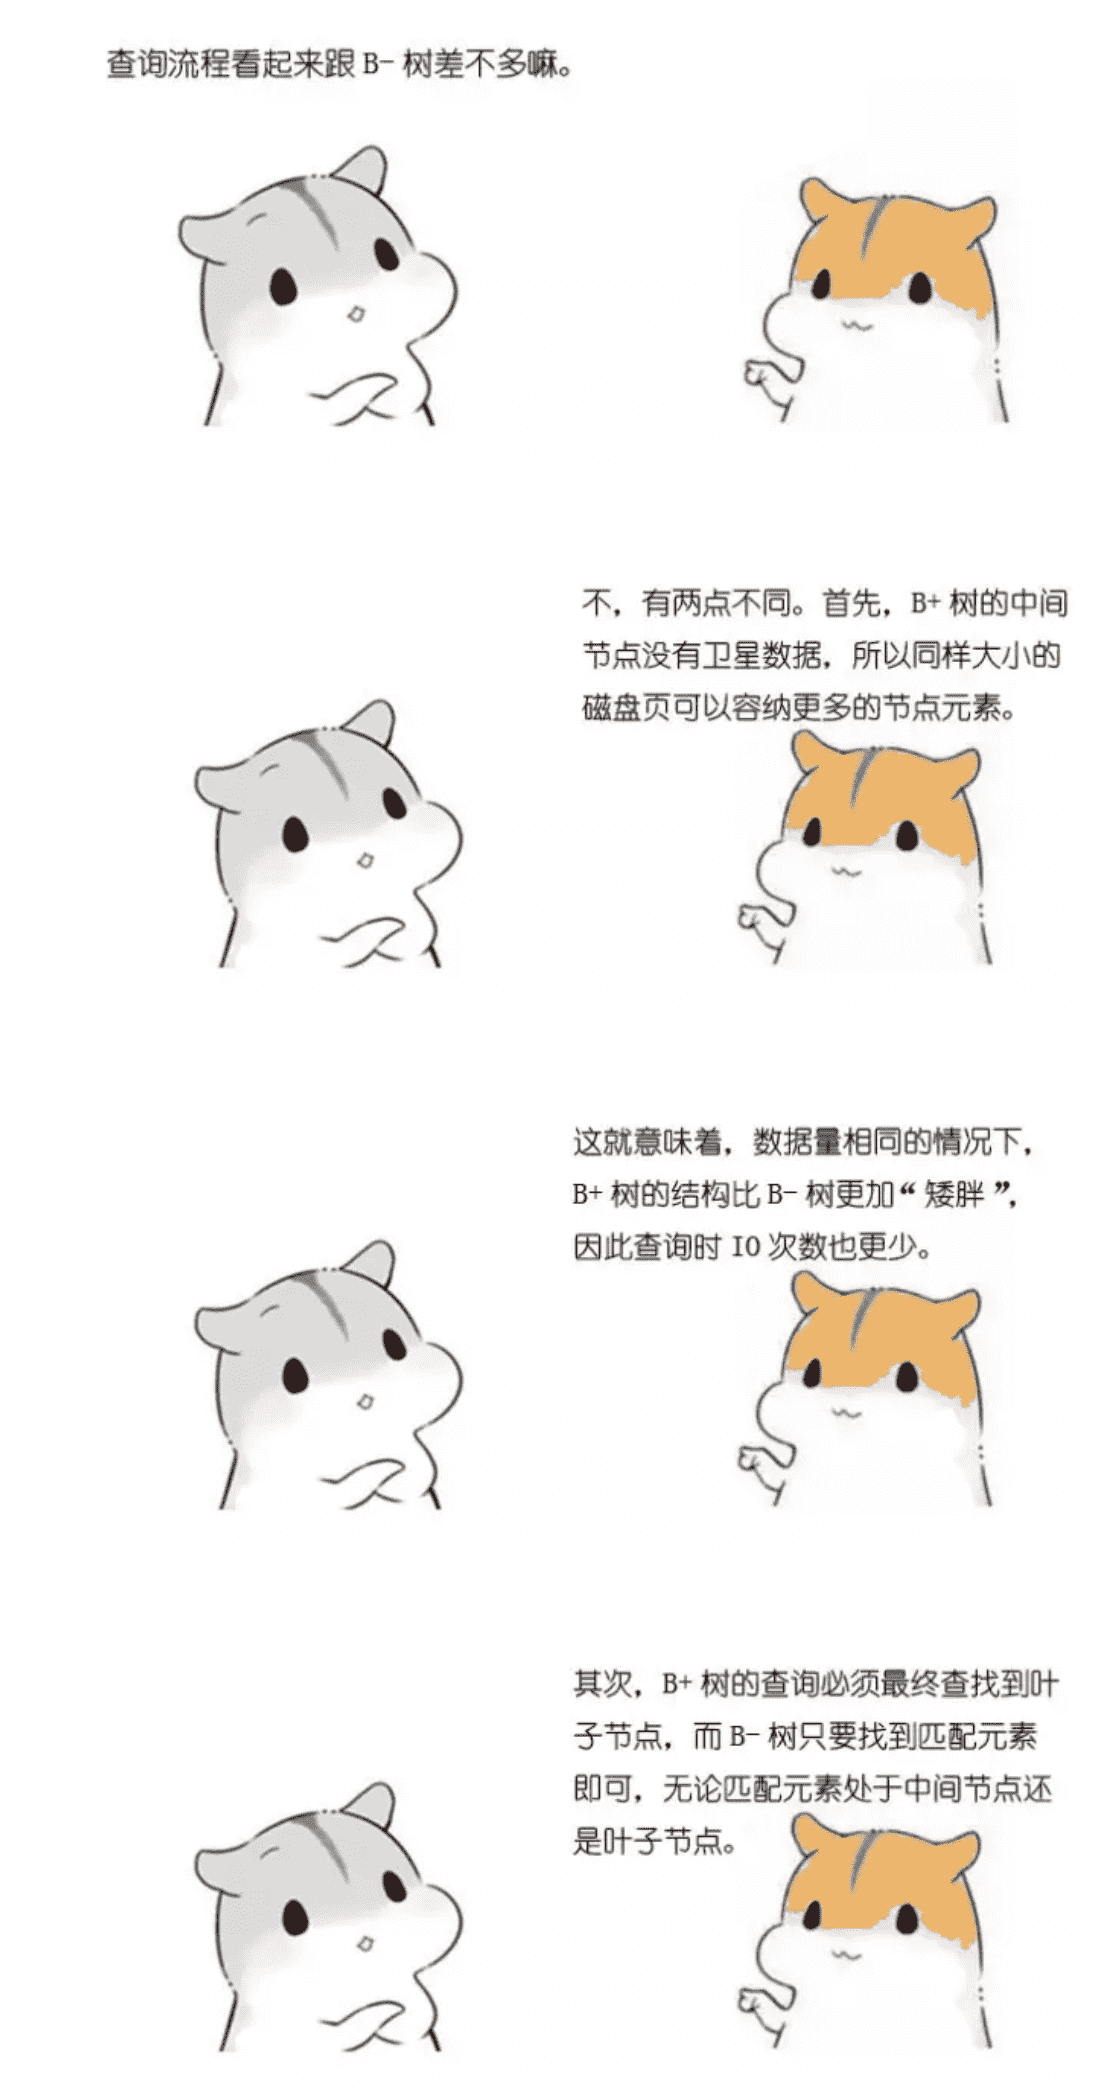 查询流程看起来跟 B- 树差不多嘛。
不，有两点不同。首先，B+ 树的中间
节点没有卫星数据，所以同样大小的
磁盘页可以容纳更多的节点元素。
这就意味着，数据量相同的情况下，
B+ 树的结构比 B- 树更加“矮胖”，
因此查询时 IO 次数也更少。
其次，B+ 树的查询必须最终查找到叶
子节点，而 B- 树只要找到匹配元素
即可，无论匹配元素处于中间节点还
是叶子节点。